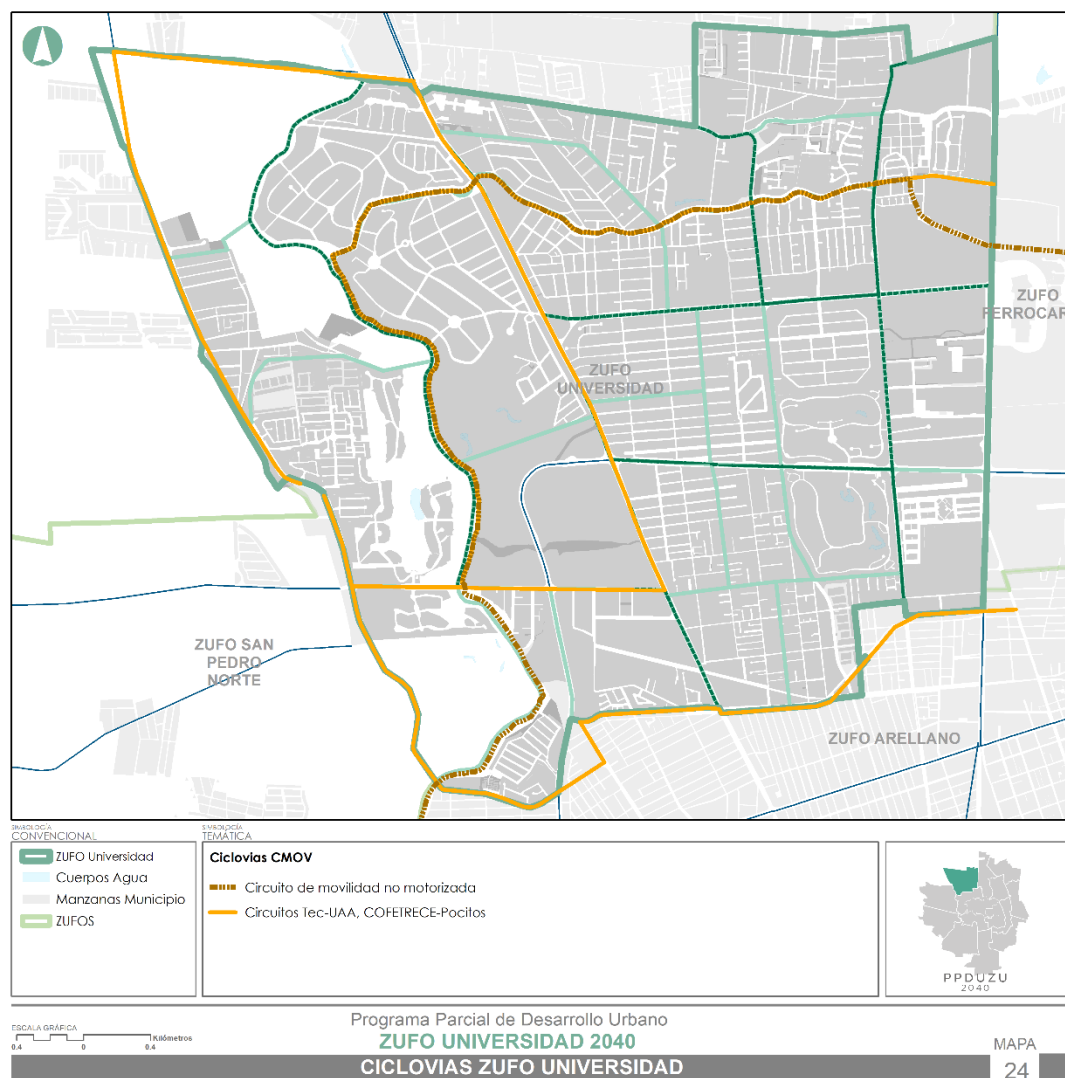 ZUFO
FERROCAR
ZUFO
UNIVERSIDAD
ZUFO SAN
PEDRO
NORTE
ZUFO ARELLANO
SIMBOLOGÍA
CONVENCIONAL
ZUFO Universidad
Cuerpos Agua
Manzanas Municipio
ZUFOS
SIMBOLOGÍA
TEMÁTICA
Ciclovias CMOV
Circuito de movilidad no motorizada
Circuitos Tec-UAA, COFETRECE-Pocitos
PPDUZU
2040
ESCALA GRÁFICA
0.4 0 0.4 Kilómetros
Programa Parcial de Desarrollo Urbano
ZUFO UNIVERSIDAD 2040
CICLOVIAS ZUFO UNIVERSIDAD
MAPA
24